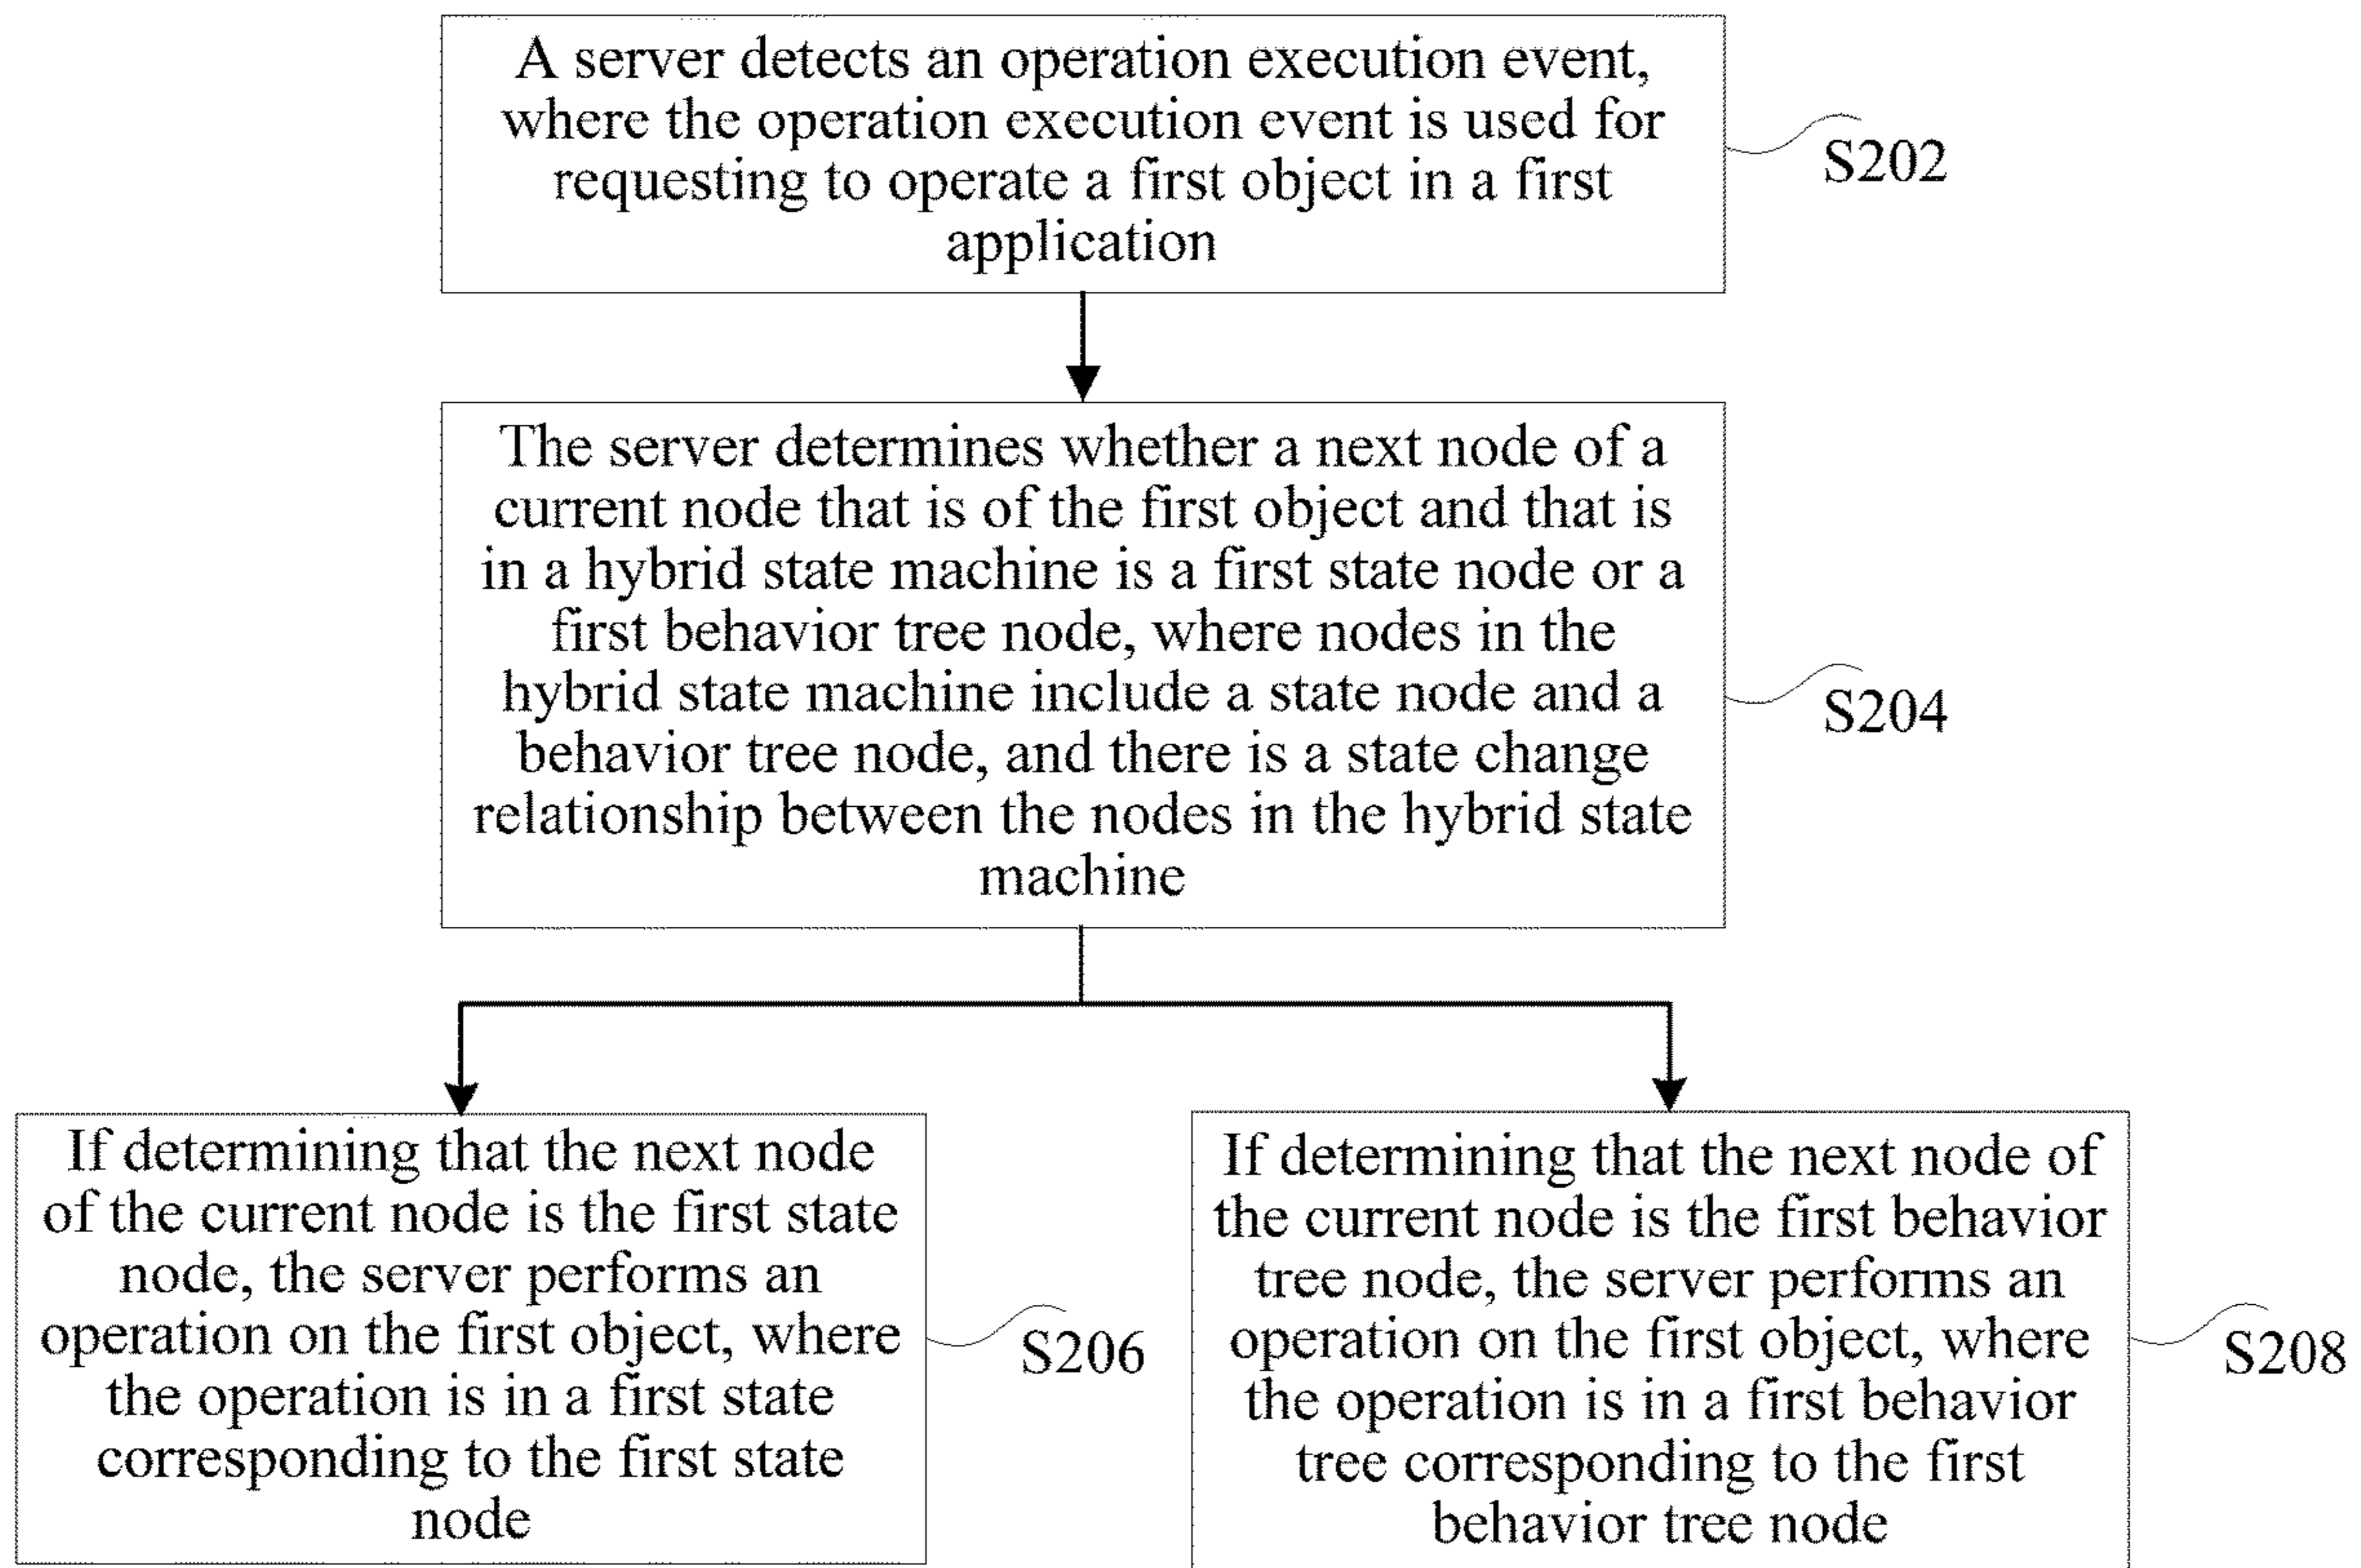 A server detects an operation execution event,
where the operation execution event is used for
requesting to operate a first object in a first
application
S202
The server determines whether a next node of a
current node that is of the first object and that is
in a hybrid state machine is a first state node or a
first behavior tree node, where nodes in the
hybrid state machine include a state node and a
behavior tree node, and there is a state change
relationship between the nodes in the hybrid state
machine
S204
If determining that the next node
of the current node is the first state
node, the server performs an
operation on the first object, where
the operation is in a first state
corresponding to the first state
node
S206
If determining that the next node of
the current node is the first behavior
tree node, the server performs an
operation on the first object, where
the operation is in a first behavior
tree corresponding to the first
behavior tree node
S208